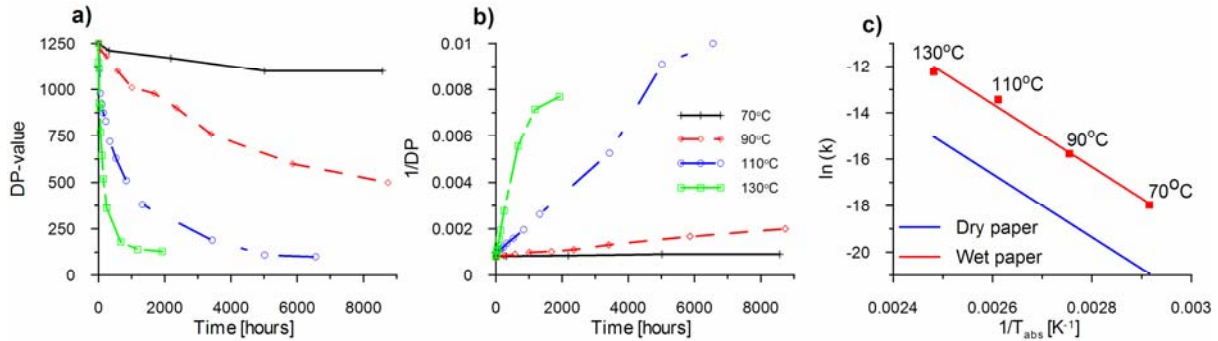 a)
DP-value
1250
1000
750
500
250
0
0
2000
4000
6000
8000
Time [hours]
b)
1/DP
0.01
0.008
0.006
0.004
0.002
0
0
2000
4000
6000
8000
Time [hours]
70°C
90°C
110°C
130°C
c)
ln (k)
-12
-14
-16
-18
-20
130°C
110°C
90°C
70°C
Dry paper
Wet paper
0.0024
0.0026
0.0028
0.003
1/Tabs [K-1]